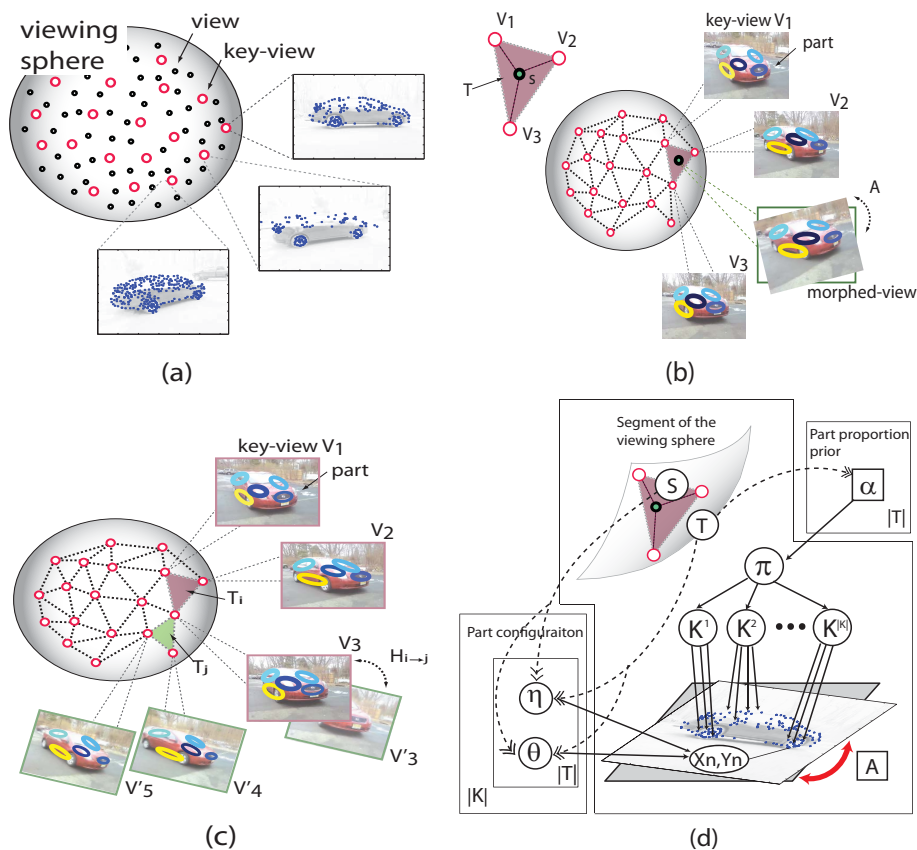 viewing
sphere
view
key-view
(a)
V1
V2
V3
T
S
key-view V1
part
V2
A
V3
morphed-view
(b)
key-view V1
part
V2
Ti
Tj
V3
Hi→j
V'3
V'4
V'5
(c)
Segment of the
viewing sphere
S
T
Part proportion
prior
α
|T|
π
K1
K2
K|K|
Part configuraiton
η
θ
|T|
|K|
Xn,Yn
A
(d)